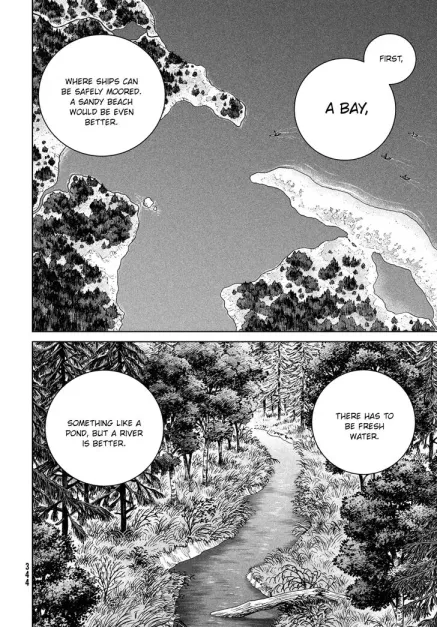 FIRST,
A BAY,
WHERE SHIPS CAN
BE SAFELY MOORED.
A SANDY BEACH
WOULD BE EVEN
BETTER.
THERE HAS TO
BE FRESH
WATER.
SOMETHING LIKE A
POND, BUT A RIVER
IS BETTER.
344